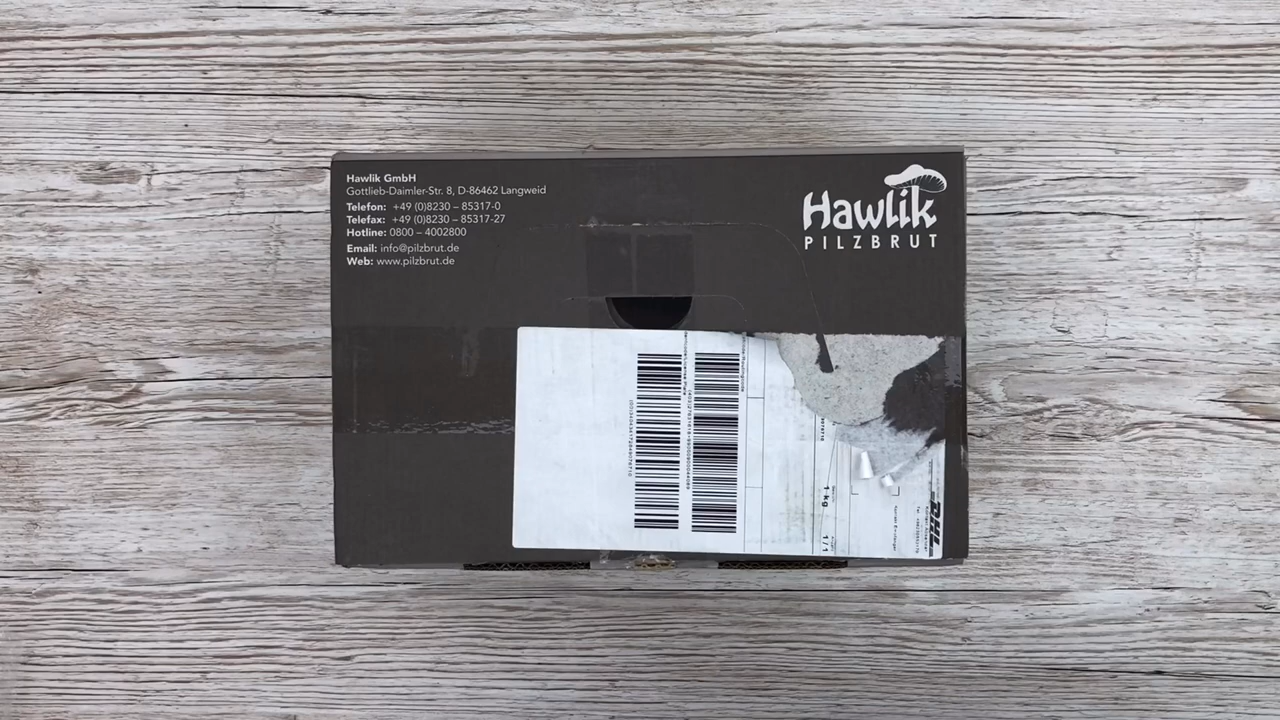 Hawlik GmbH
Gottlieb-Daimler-Str. 8, D-86462 Langweid
Telefon: +49 (0)8230 – 85317-0
Telefax: +49 (0)8230 – 85317-27
Hotline: 0800 – 4002800
Email: info@pilzbrut.de
Web: www.pilzbrut.de
Hawlik
PILZBRUT
1 kg
1/1
DHL